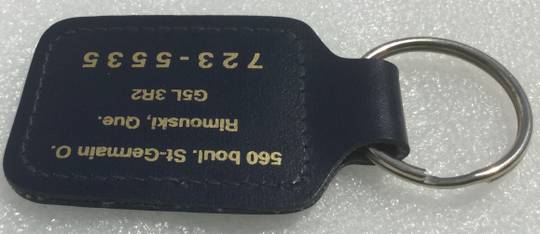 560 boul. St-Germain O.
Rimouski, Que.
G5L 3R2
723-5535